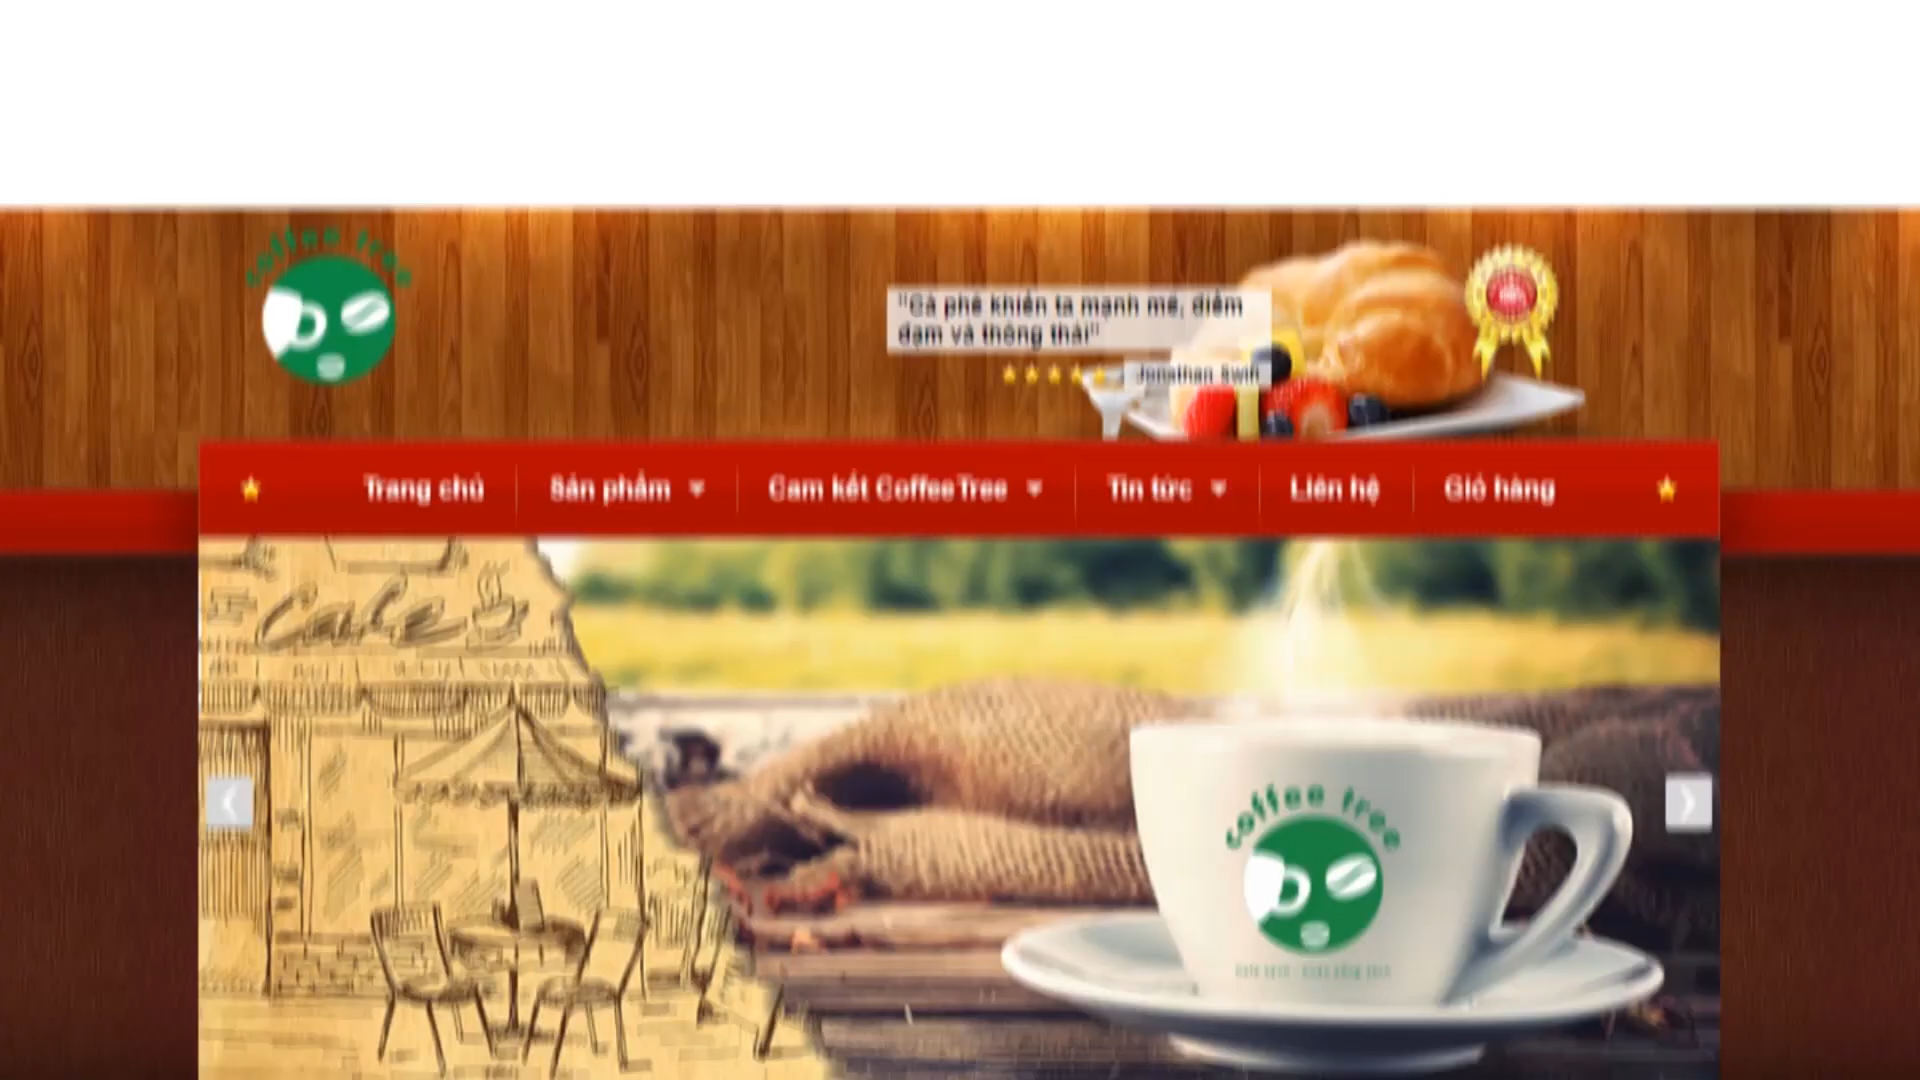 coffee tree
"Cà phê khiến ta mạnh mẽ, điềm
đạm và thông thái"
Jonathan Swift
Trang chủ
Sản phẩm
Cam kết CoffeeTree
Tin tức
Liên hệ
Giỏ hàng
Cafe
coffee tree